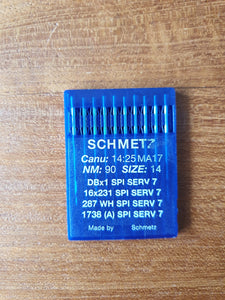 SCHMETZ
Canu: 14:25 MA17
NM: 90 SIZE: 14
DBx1 SPI SERV 7
16x231 SPI SERV 7
287 WH SPI SERV 7
1738 (A) SPI SERV 7
Made by Schmetz